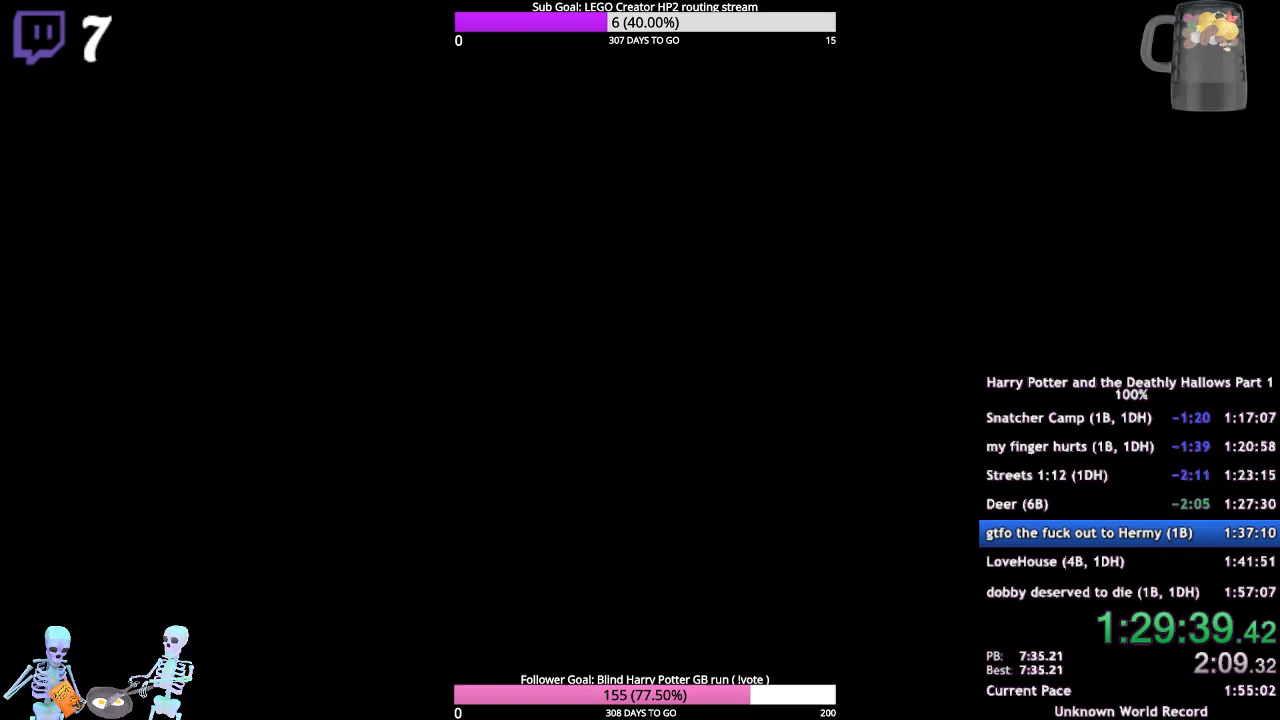 7
Sub Goal: LEGO Creator HP2 routing stream
6 (40.00%)
0 307 DAYS TO GO 15
Harry Potter and the Deathly Hallows Part 1
100%
Snatcher Camp (1B, 1DH) -1:20 1:17:07
my finger hurts (1B, 1DH) -1:39 1:20:58
Streets 1:12 (1DH) -2:11 1:23:15
Deer (6B) -2:05 1:27:30
gtfo the fuck out to Hermy (1B) 1:37:10
LoveHouse (4B, 1DH) 1:41:51
dobby deserved to die (1B, 1DH) 1:57:07
1:29:39.42
PB: 7:35.21
Best: 7:35.21
2:09.32
Current Pace 1:55:02
Unknown World Record
Follower Goal: Blind Harry Potter GB run ( !vote )
155 (77.50%)
0 308 DAYS TO GO 200